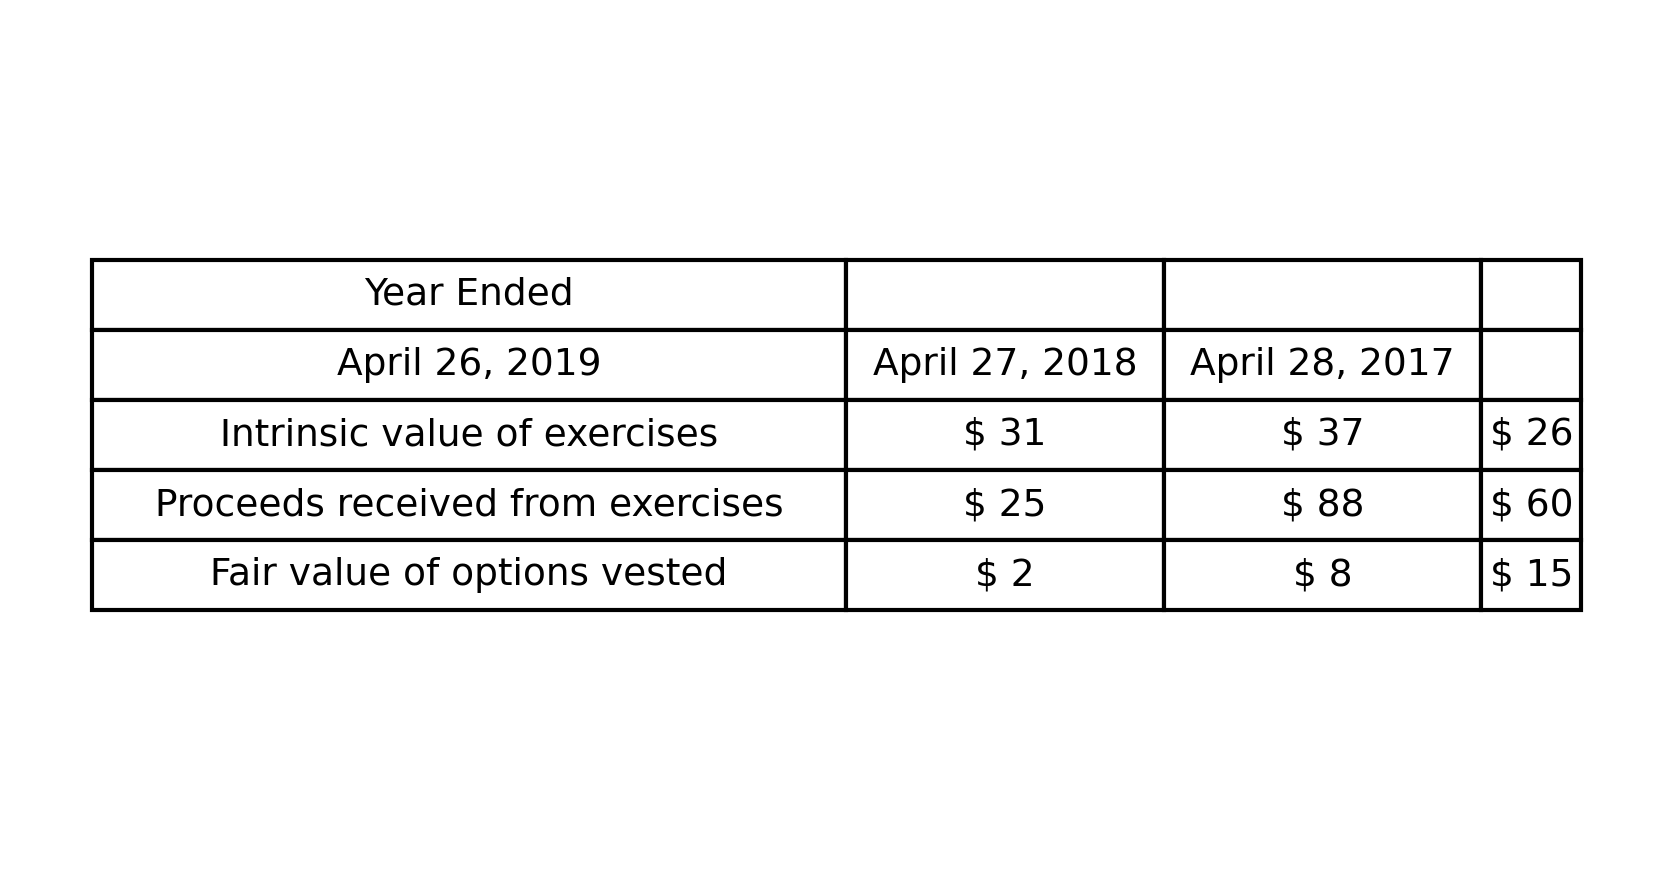 Year Ended
April 26, 2019 April 27, 2018 April 28, 2017
Intrinsic value of exercises $ 31 $ 37 $ 26
Proceeds received from exercises $ 25 $ 88 $ 60
Fair value of options vested $ 2 $ 8 $ 15